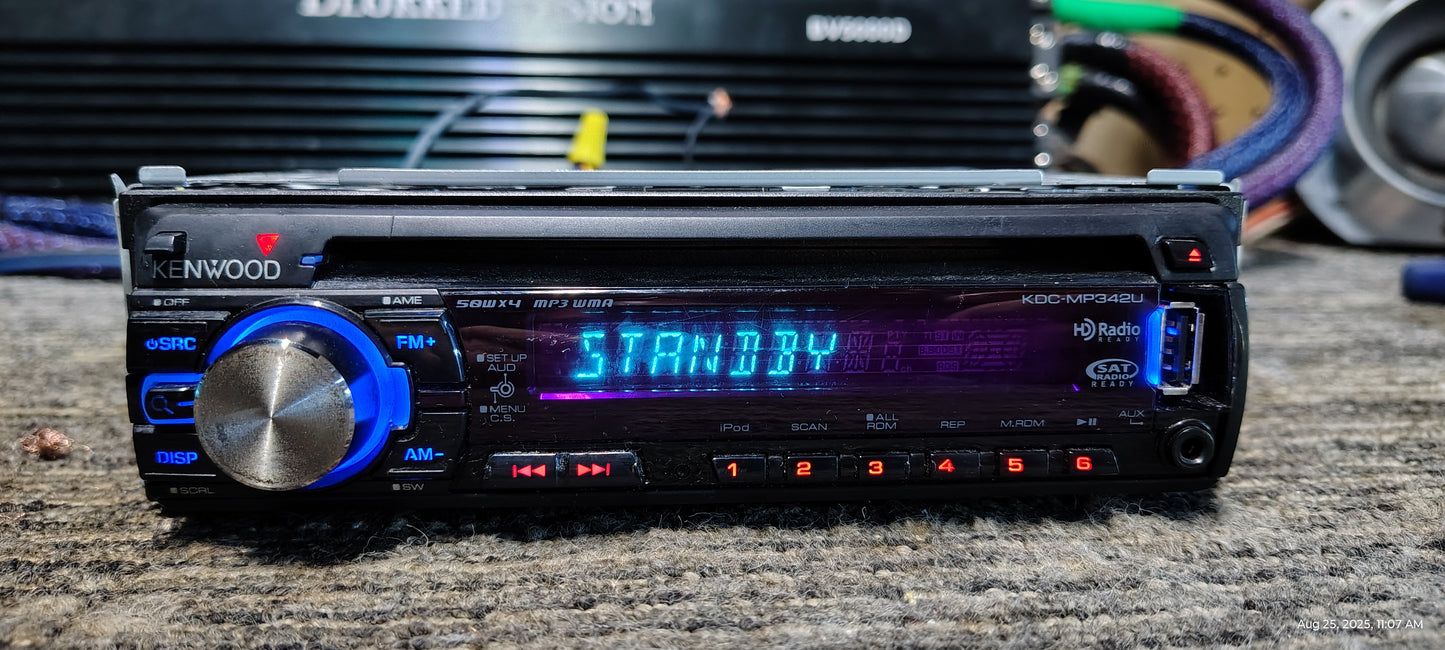 BV5000D
KENWOOD
OFF
AME
50WX4 MP3 WMA
KDC-MP342U
SRC
FM+
STANDBY
HD Radio
READY
SET UP
AUD
SAT
RADIO
READY
MENU
C.S.
DISP
AM-
iPod
SCAN
ALL
RDM
REP
M.RDM
AUX
SCRL
SW
1
2
3
4
5
6
Aug 25, 2025, 11:07 AM